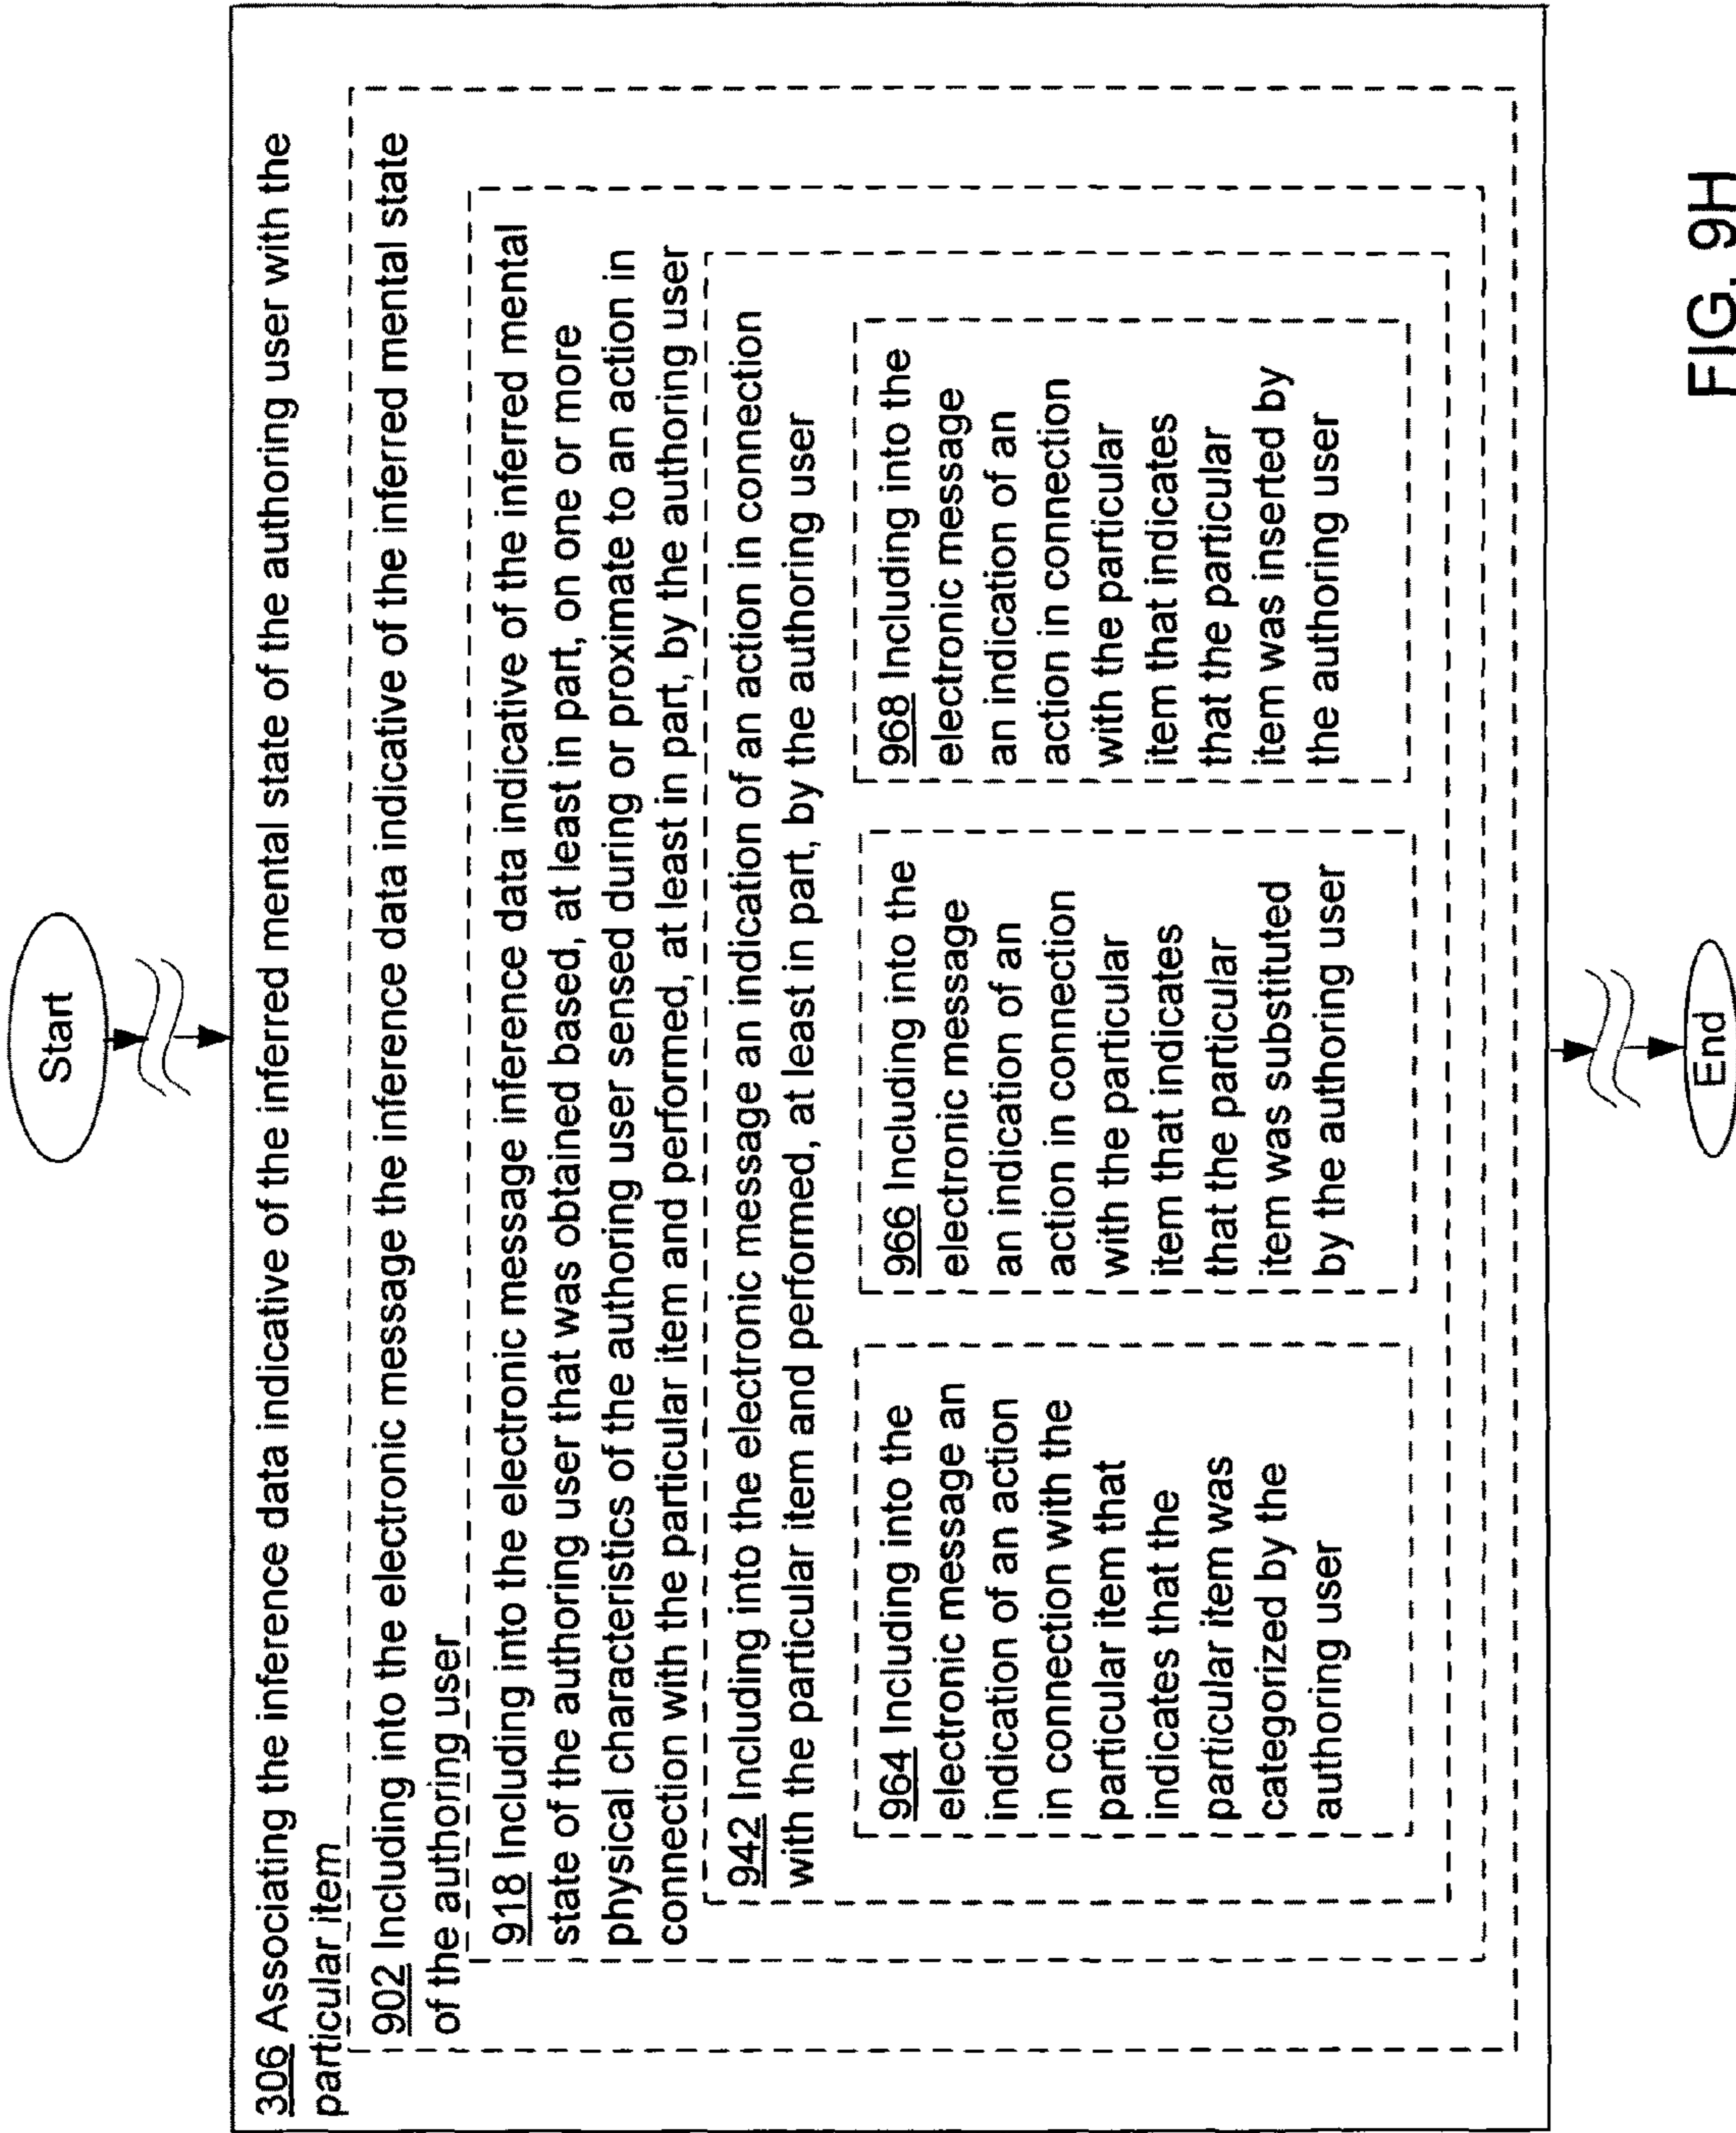 Start
306 Associating the inference data indicative of the inferred mental state of the authoring user with the
particular item
902 Including into the electronic message the inference data indicative of the inferred mental state
of the authoring user
918 Including into the electronic message inference data indicative of the inferred mental
state of the authoring user that was obtained based, at least in part, on one or more
physical characteristics of the authoring user sensed during or proximate to an action in
connection with the particular item and performed, at least in part, by the authoring user
942 Including into the electronic message an indication of an action in connection
with the particular item and performed, at least in part, by the authoring user
964 Including into the
electronic message an
indication of an action
in connection with the
particular item that
indicates that the
particular item was
categorized by the
authoring user
966 Including into the
electronic message
an indication of an
action in connection
with the particular
item that indicates
that the particular
item was substituted
by the authoring user
968 Including into the
electronic message
an indication of an
action in connection
with the particular
item that indicates
that the particular
item was inserted by
the authoring user
End
FIG. 9H